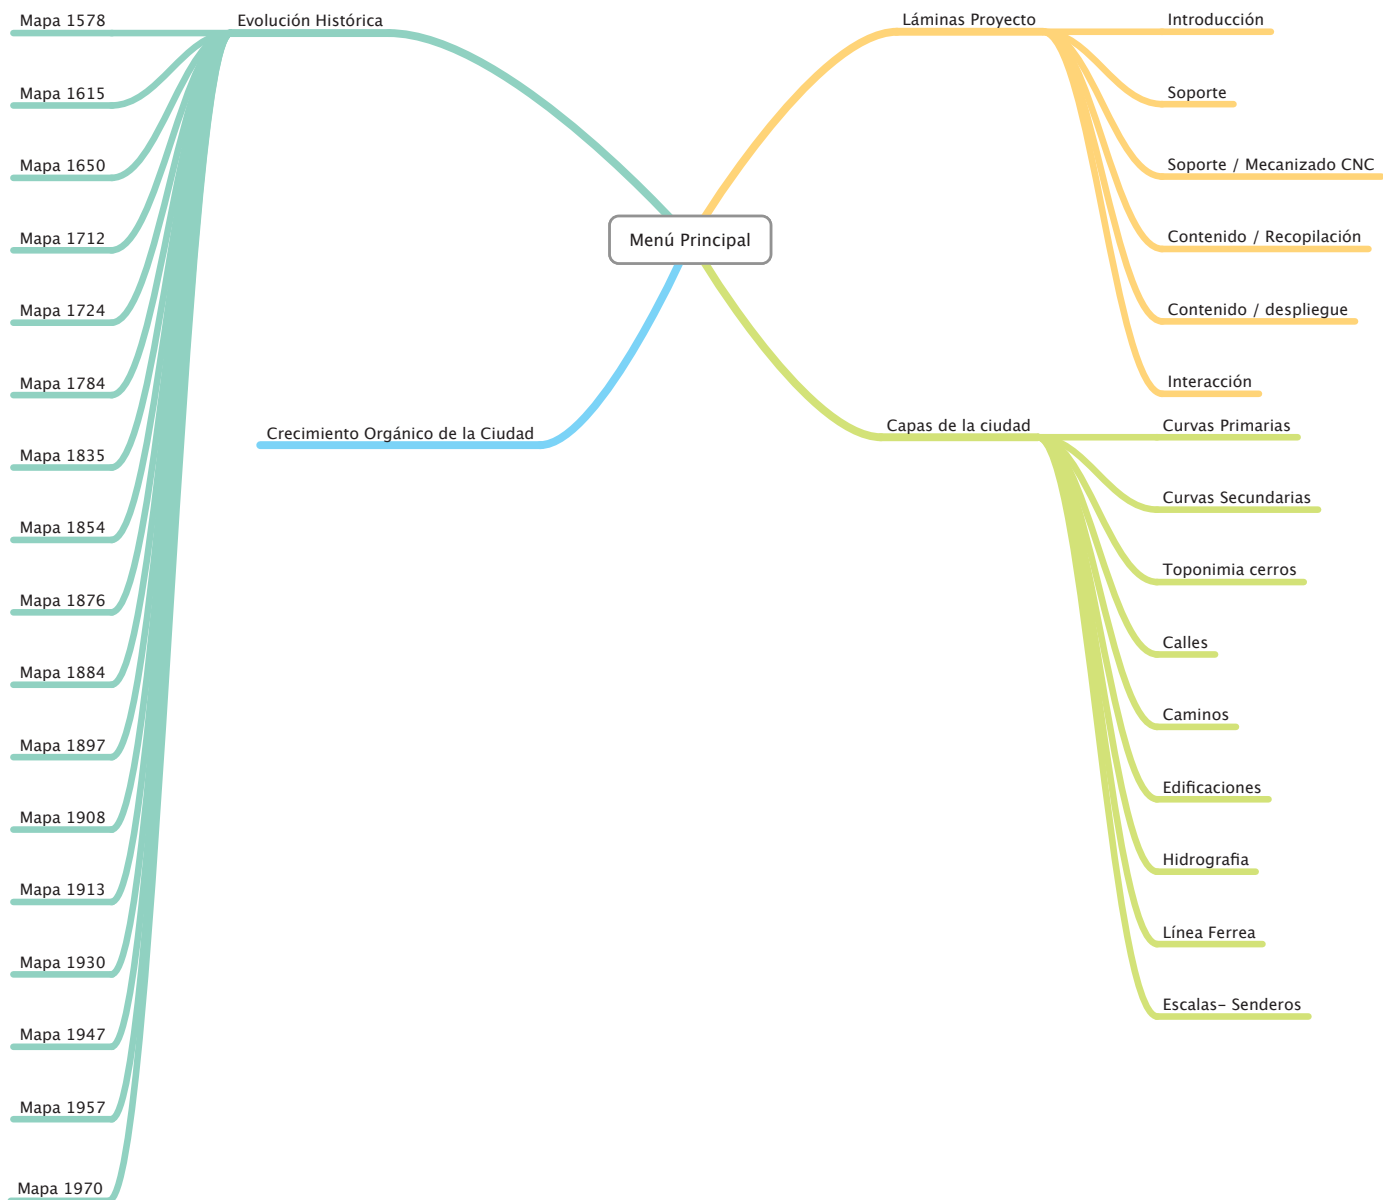 Menú Principal
Evolución Histórica
Mapa 1578
Mapa 1615
Mapa 1650
Mapa 1712
Mapa 1724
Mapa 1784
Mapa 1835
Mapa 1854
Mapa 1876
Mapa 1884
Mapa 1897
Mapa 1908
Mapa 1913
Mapa 1930
Mapa 1947
Mapa 1957
Mapa 1970
Crecimiento Orgánico de la Ciudad
Láminas Proyecto
Introducción
Soporte
Soporte / Mecanizado CNC
Contenido / Recopilación
Contenido / despliegue
Interacción
Capas de la ciudad
Curvas Primarias
Curvas Secundarias
Toponimia cerros
Calles
Caminos
Edificaciones
Hidrografia
Línea Ferrea
Escalas– Senderos